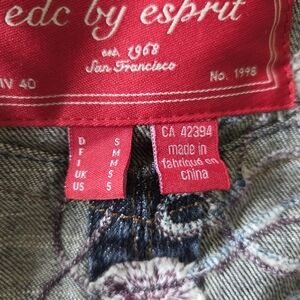 edc by esprit
est. 1968
San Francisco
IV 40
No. 1998
D S
F M
I M
UK S
US S
CA 42394
made in
fabriqué en
china